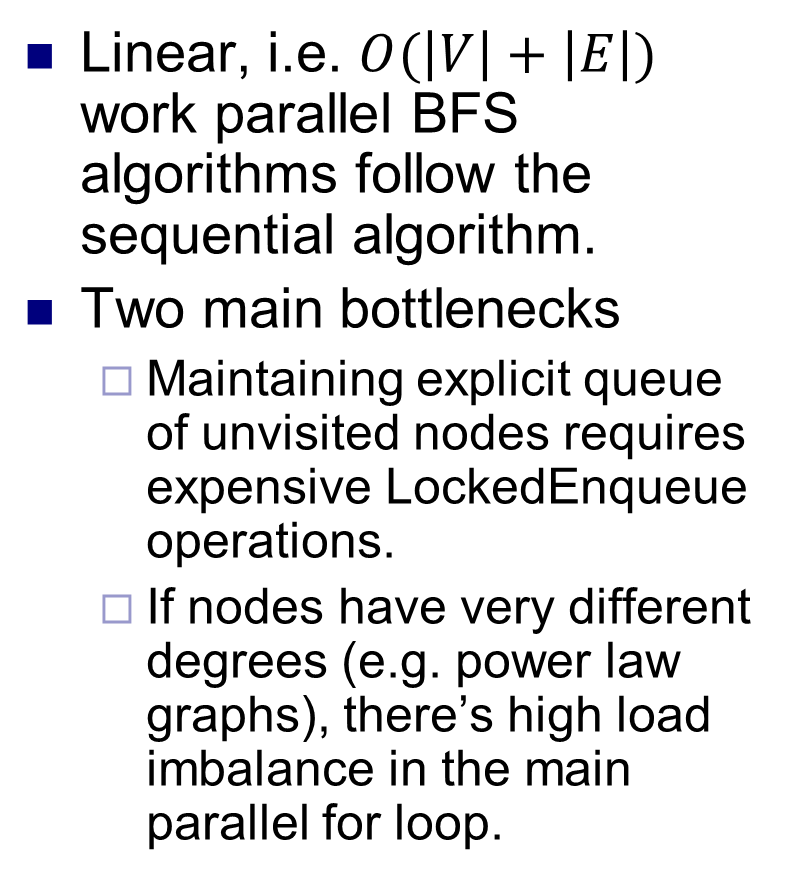 Linear, i.e. O(|V| + |E|)
work parallel BFS
algorithms follow the
sequential algorithm.
Two main bottlenecks
Maintaining explicit queue
of unvisited nodes requires
expensive LockedEnqueue
operations.
If nodes have very different
degrees (e.g. power law
graphs), there’s high load
imbalance in the main
parallel for loop.